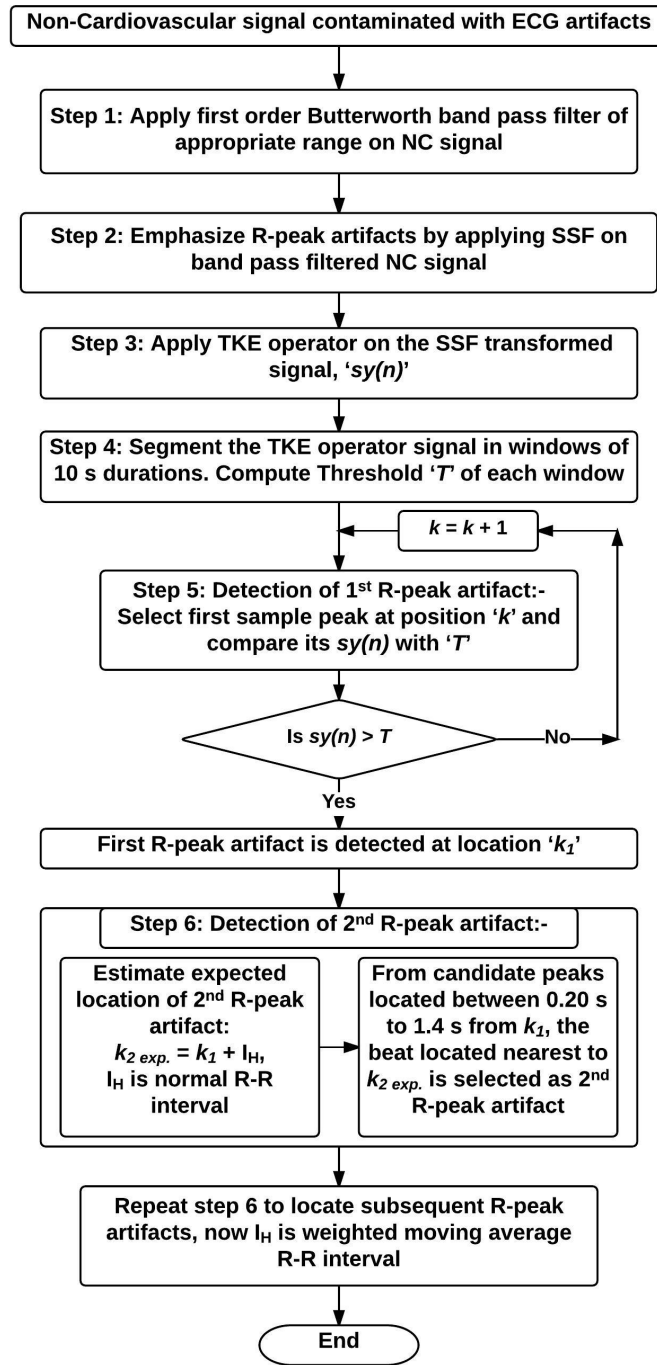 Non-Cardiovascular signal contaminated with ECG artifacts
Step 1: Apply first order Butterworth band pass filter of
appropriate range on NC signal
Step 2: Emphasize R-peak artifacts by applying SSF on
band pass filtered NC signal
Step 3: Apply TKE operator on the SSF transformed
signal, ‘sy(n)’
Step 4: Segment the TKE operator signal in windows of
10 s durations. Compute Threshold ‘T’ of each window
k = k + 1
Step 5: Detection of 1st R-peak artifact:-
Select first sample peak at position ‘k’ and
compare its sy(n) with ‘T’
Is sy(n) > T
No
Yes
First R-peak artifact is detected at location ‘k1’
Step 6: Detection of 2nd R-peak artifact:-
Estimate expected
location of 2nd R-peak
artifact:
k2 exp. = k1 + IH,
IH is normal R-R
interval
From candidate peaks
located between 0.20 s
to 1.4 s from k1, the
beat located nearest to
k2 exp. is selected as 2nd
R-peak artifact
Repeat step 6 to locate subsequent R-peak
artifacts, now IH is weighted moving average
R-R interval
End